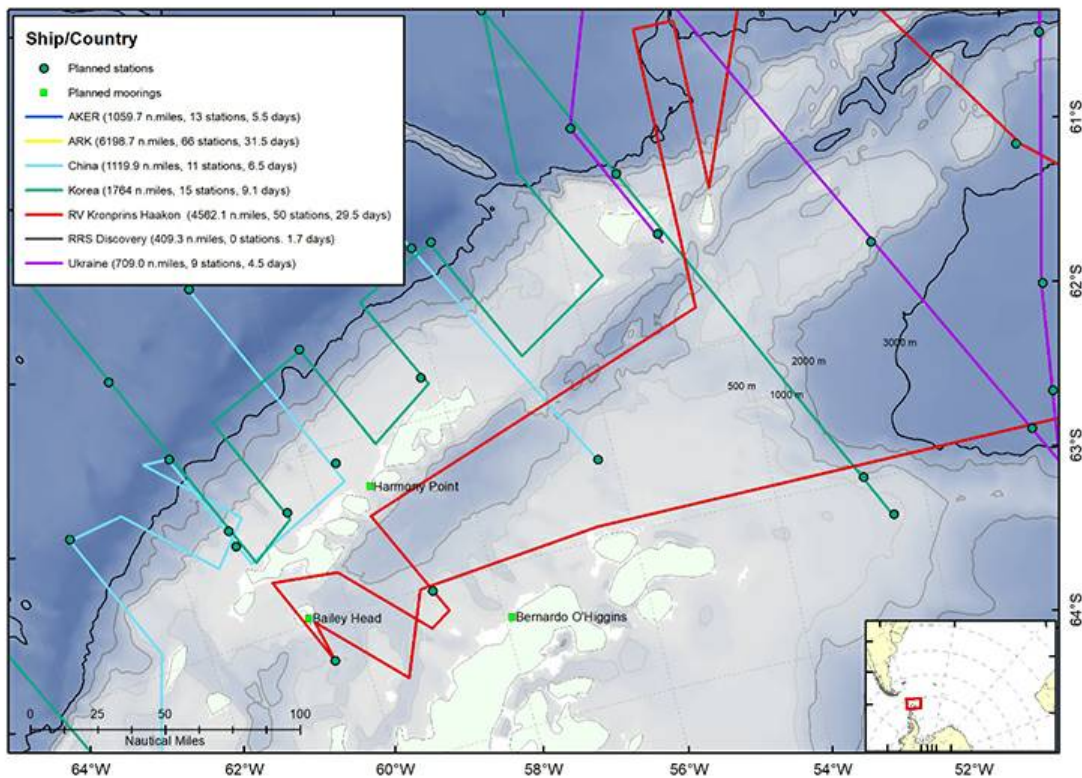 Ship/Country
Planned stations
Planned moorings
AKER (1059.7 n.miles, 13 stations, 5.5 days)
ARK (6198.7 n.miles, 66 stations, 31.5 days)
China (1119.9 n.miles, 11 stations, 6.5 days)
Korea (1764 n.miles, 15 stations, 9.1 days)
RV Kronprins Haakon (4562.1 n.miles, 50 stations, 29.5 days)
RRS Discovery (409.3 n.miles, 0 stations. 1.7 days)
Ukraine (709.0 n.miles, 9 stations, 4.5 days)
61°S
62°S
3000 m
2000 m
500 m
1000 m
63°S
Harmony Point
64°S
Bailey Head
Bernardo O'Higgins
0 25 50 100
Nautical Miles
64°W 62°W 60°W 58°W 56°W 54°W 52°W